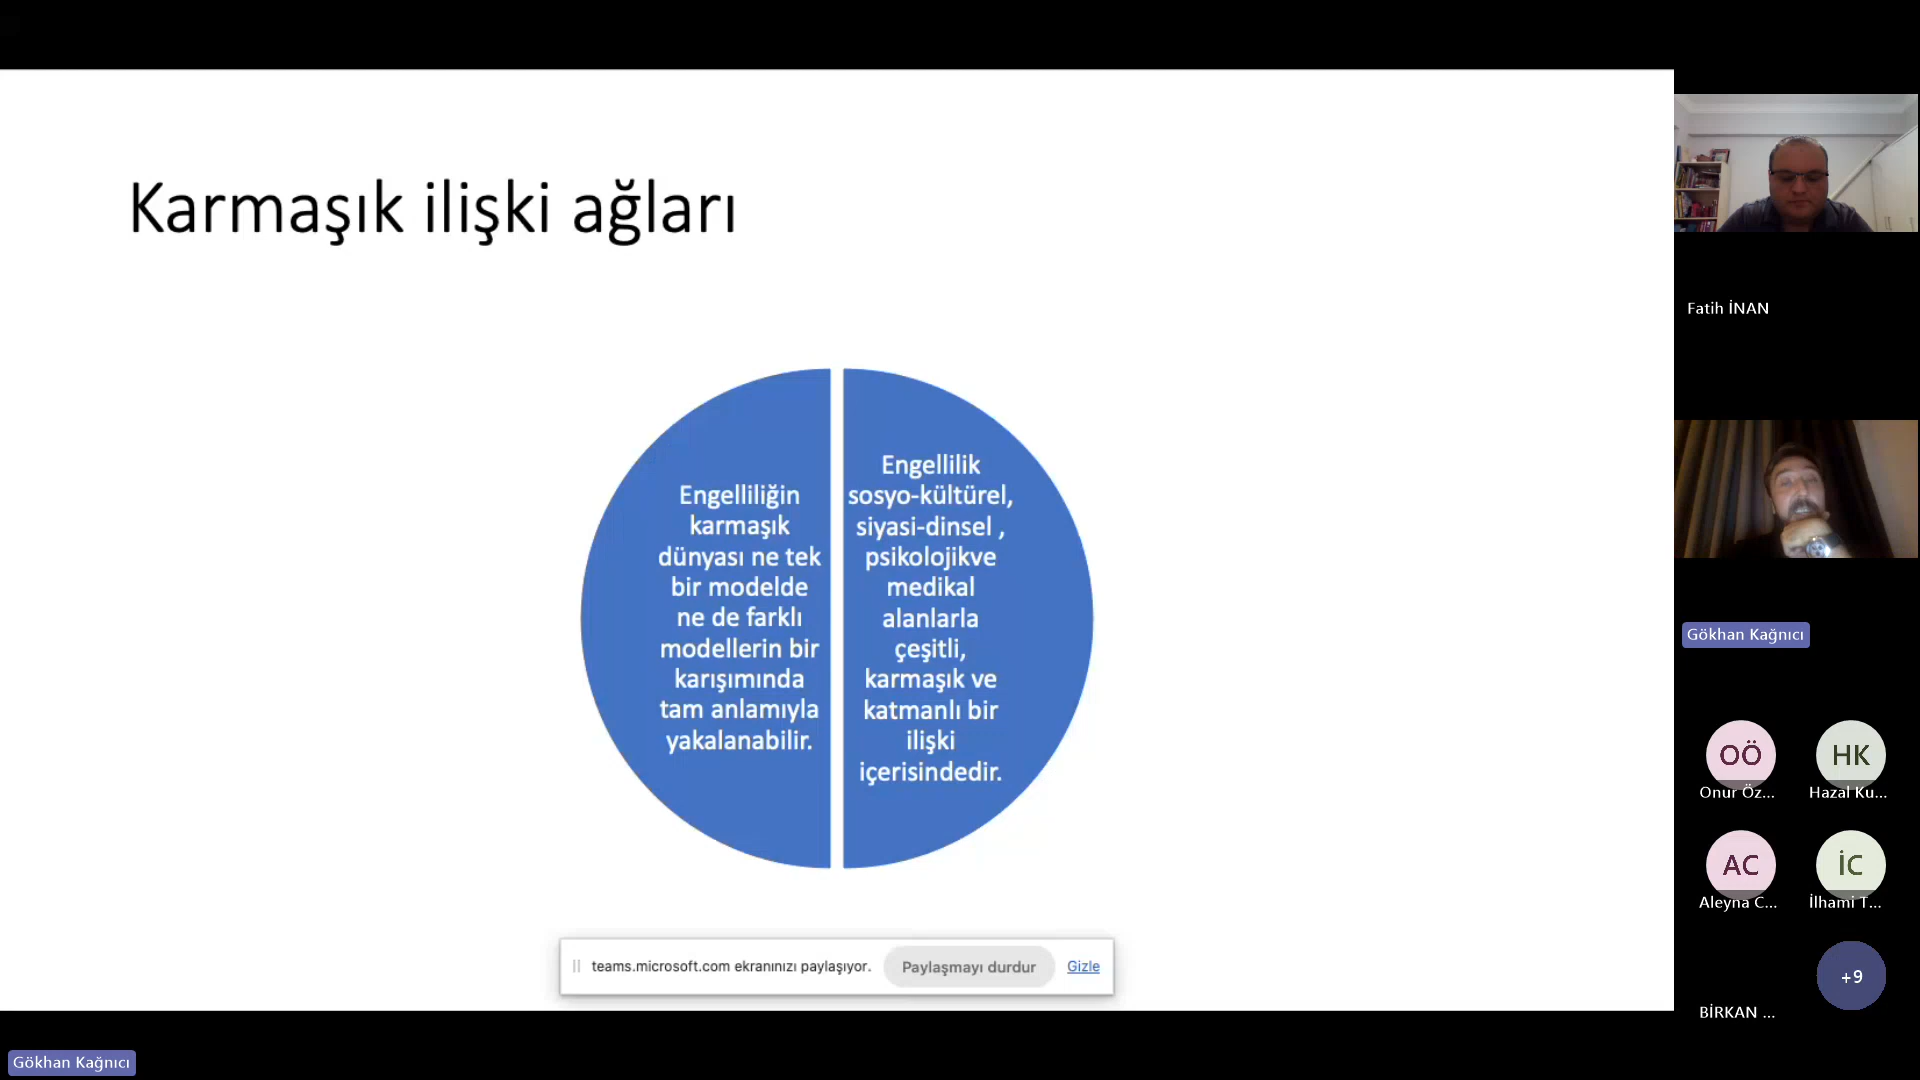 Karmaşık ilişki ağları
Engelliliğin
karmaşık
dünyası ne tek
bir modelde
ne de farklı
modellerin bir
karışımında
tam anlamıyla
yakalanabilir.
Engellilik
sosyo-kültürel,
siyasi-dinsel ,
psikolojikve
medikal
alanlarla
çeşitli,
karmaşık ve
katmanlı bir
ilişki
içerisindedir.
teams.microsoft.com ekranınızı paylaşıyor.
Paylaşmayı durdur
Gizle
Fatih İNAN
Gökhan Kağnıcı
OÖ
Onur Öz...
HK
Hazal Ku...
AC
Aleyna C...
İC
İlhami T...
BİRKAN ...
+9
Gökhan Kağnıcı